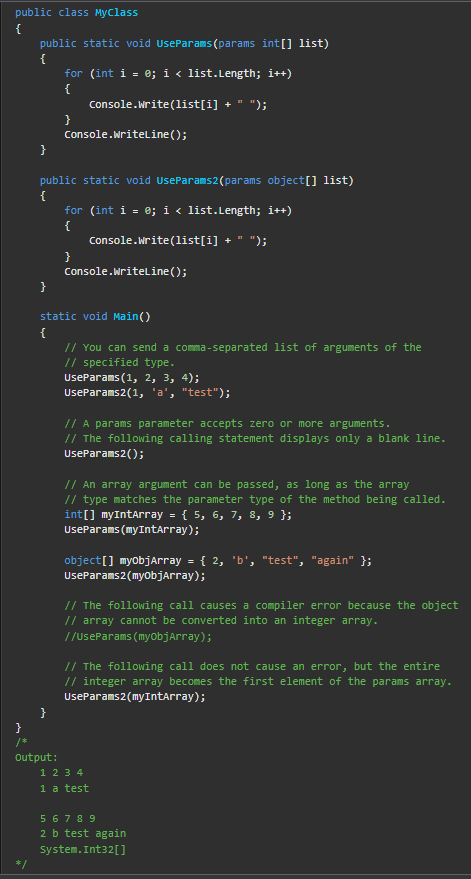 public class MyClass
{
    public static void UseParams(params int[] list)
    {
        for (int i = 0; i < list.Length; i++)
        {
            Console.Write(list[i] + " ");
        }
        Console.WriteLine();
    }

    public static void UseParams2(params object[] list)
    {
        for (int i = 0; i < list.Length; i++)
        {
            Console.Write(list[i] + " ");
        }
        Console.WriteLine();
    }

    static void Main()
    {
        // You can send a comma-separated list of arguments of the
        // specified type.
        UseParams(1, 2, 3, 4);
        UseParams2(1, 'a', "test");

        // A params parameter accepts zero or more arguments.
        // The following calling statement displays only a blank line.
        UseParams2();

        // An array argument can be passed, as long as the array
        // type matches the parameter type of the method being called.
        int[] myIntArray = { 5, 6, 7, 8, 9 };
        UseParams(myIntArray);

        object[] myObjArray = { 2, 'b', "test", "again" };
        UseParams2(myObjArray);

        // The following call causes a compiler error because the object
        // array cannot be converted into an integer array.
        //UseParams(myObjArray);

        // The following call does not cause an error, but the entire
        // integer array becomes the first element of the params array.
        UseParams2(myIntArray);
    }
}
/*
Output:
    1 2 3 4
    1 a test

    5 6 7 8 9
    2 b test again
    System.Int32[]
*/